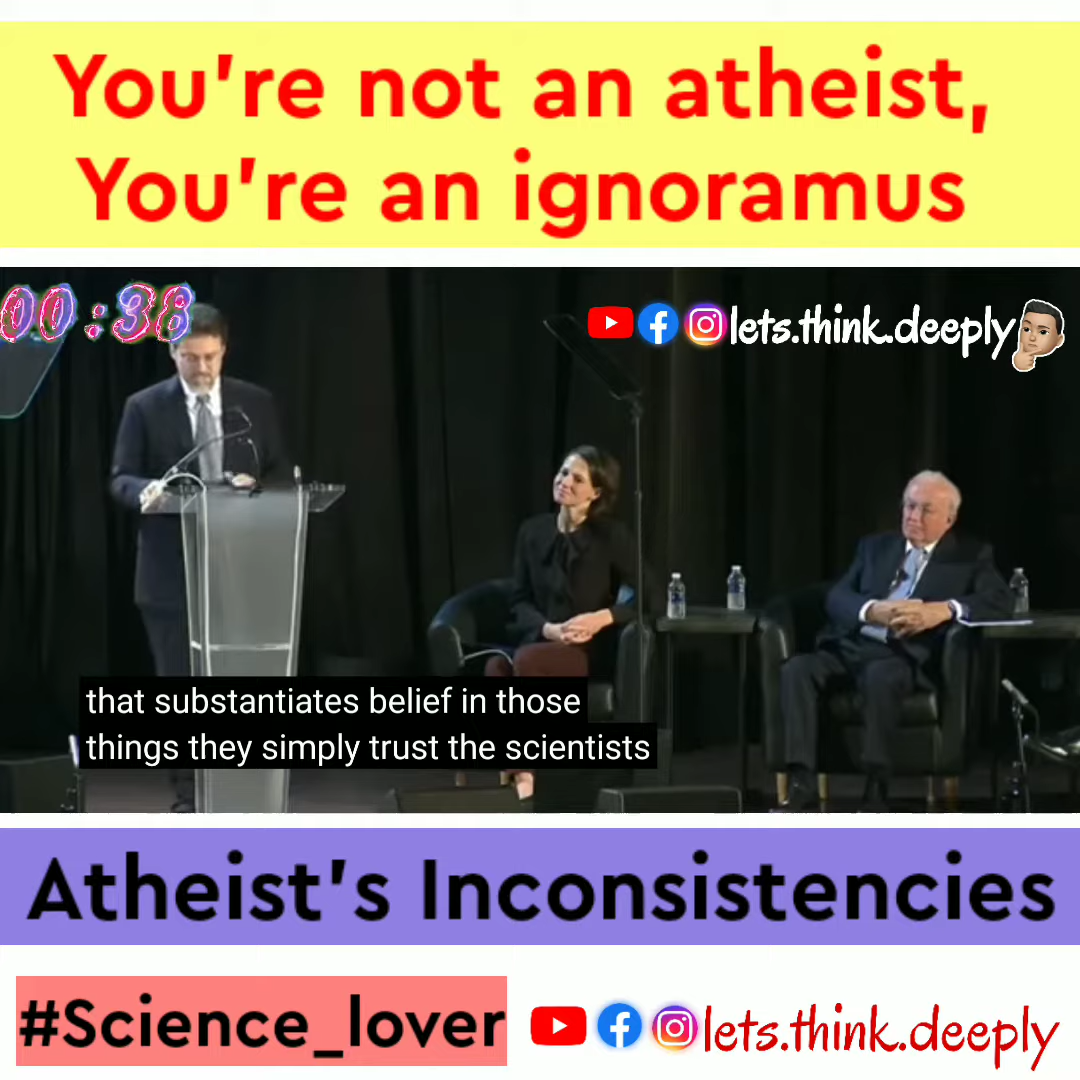 You're not an atheist,
You're an ignoramus
00:38
lets.think.deeply
that substantiates belief in those
things they simply trust the scientists
Atheist's Inconsistencies
#Science_lover
lets.think.deeply